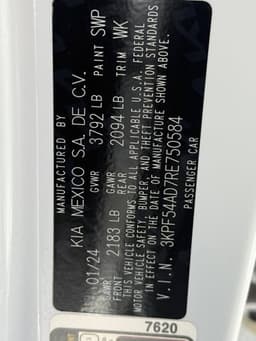 MANUFACTURED BY
KIA MEXICO S.A. DE C.V.
01/24 GVWR 3792 LB PAINT SWP
GAWR FRONT 2183 LB GAWR REAR 2094 LB TRIM WK
THIS VEHICLE CONFORMS TO ALL APPLICABLE U.S.A. FEDERAL
MOTOR VEHICLE SAFETY, BUMPER, AND THEFT PREVENTION STANDARDS
IN EFFECT ON THE DATE OF MANUFACTURE SHOWN ABOVE.
V.I.N. 3KPF54AD7RE750584
PASSENGER CAR
7620